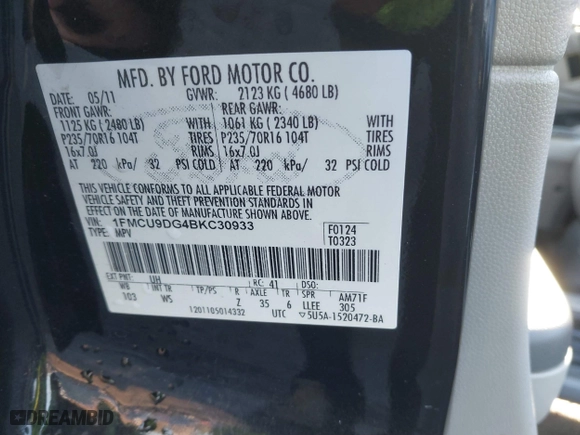 MFD. BY FORD MOTOR CO.
DATE: 05/11 GVWR: 2123 KG ( 4680 LB)
FRONT GAWR: REAR GAWR:
1125 KG ( 2480 LB) WITH 1061 KG ( 2340 LB) WITH
P235/70R16 104T TIRES P235/70R16 104T TIRES
16x7.0J RIMS 16x7.0J RIMS
AT 220 kPa/ 32 PSI COLD AT 220 kPa/ 32 PSI COLD
THIS VEHICLE CONFORMS TO ALL APPLICABLE FEDERAL MOTOR
VEHICLE SAFETY AND THEFT PREVENTION STANDARDS IN
EFFECT ON THE DATE OF MANUFACTURE SHOWN ABOVE.
VIN: 1FMCU9DG4BKC30933 F0124
TYPE: MPV T0323
EXT PNT: UH RC: 41 DSO:
WB INT TR TP/PS R AXLE TR SPR AM71F
103 WS Z 35 6 LLEE 305
1201105014332 UTC ▽5U5A-1520472-BA
DREAMBID